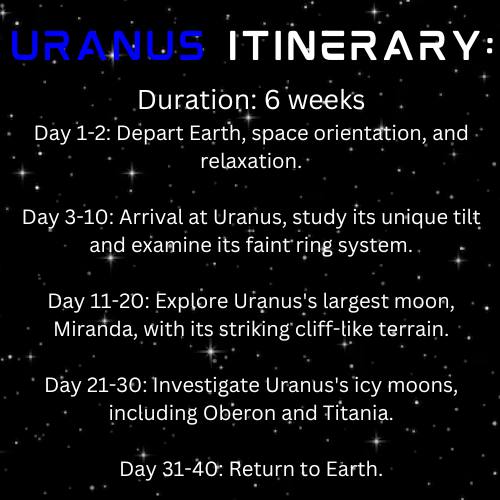 URANUS ITINERARY:
Duration: 6 weeks
Day 1-2: Depart Earth, space orientation, and
relaxation.
Day 3-10: Arrival at Uranus, study its unique tilt
and examine its faint ring system.
Day 11-20: Explore Uranus's largest moon,
Miranda, with its striking cliff-like terrain.
Day 21-30: Investigate Uranus's icy moons,
including Oberon and Titania.
Day 31-40: Return to Earth.